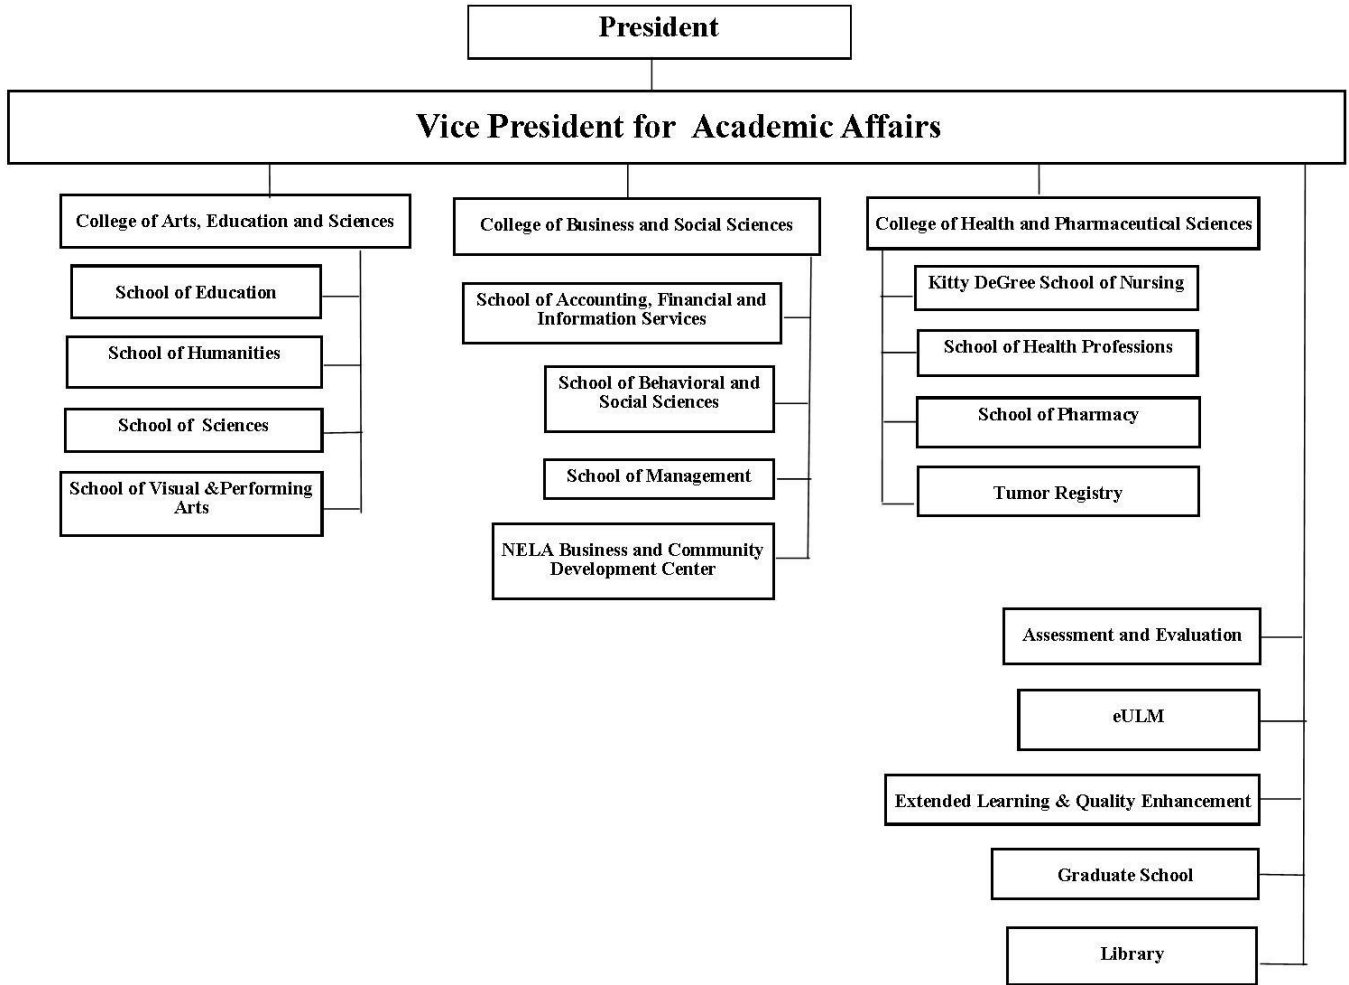 President
Vice President for Academic Affairs
College of Arts, Education and Sciences
School of Education
School of Humanities
School of Sciences
School of Visual &Performing
Arts
College of Business and Social Sciences
School of Accounting, Financial and
Information Services
School of Behavioral and
Social Sciences
School of Management
NELA Business and Community
Development Center
College of Health and Pharmaceutical Sciences
Kitty DeGree School of Nursing
School of Health Professions
School of Pharmacy
Tumor Registry
Assessment and Evaluation
eULM
Extended Learning & Quality Enhancement
Graduate School
Library